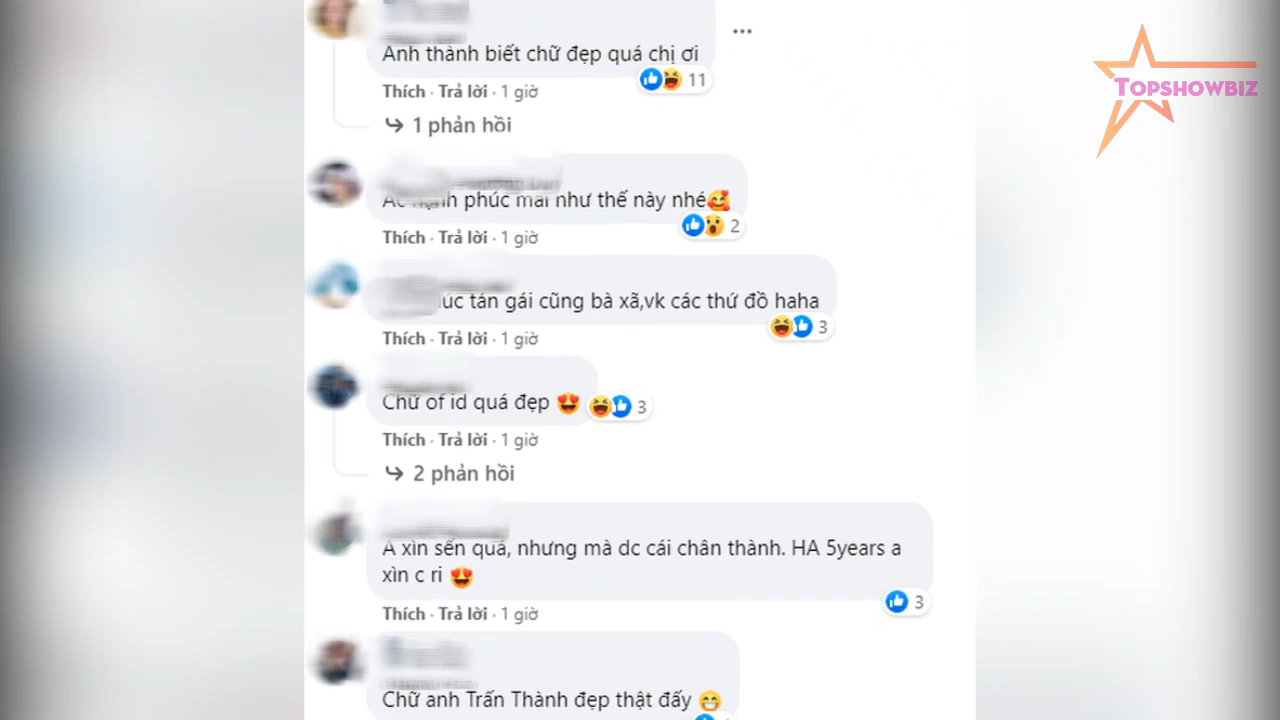 TOPSHOWBIZ
Anh thành biết chữ đẹp quá chị ơi
11
Thích · Trả lời · 1 giờ
1 phản hồi
Ac hạnh phúc mãi như thế này nhé
2
Thích · Trả lời · 1 giờ
tán gái cũng bà xã,vk các thứ đồ haha
3
Thích · Trả lời · 1 giờ
Chữ of id quá đẹp
3
Thích · Trả lời · 1 giờ
2 phản hồi
A xìn sến quá, nhưng mà dc cái chân thành. HA 5years a
xìn c ri
3
Thích · Trả lời · 1 giờ
Chữ anh Trấn Thành đẹp thật đấy